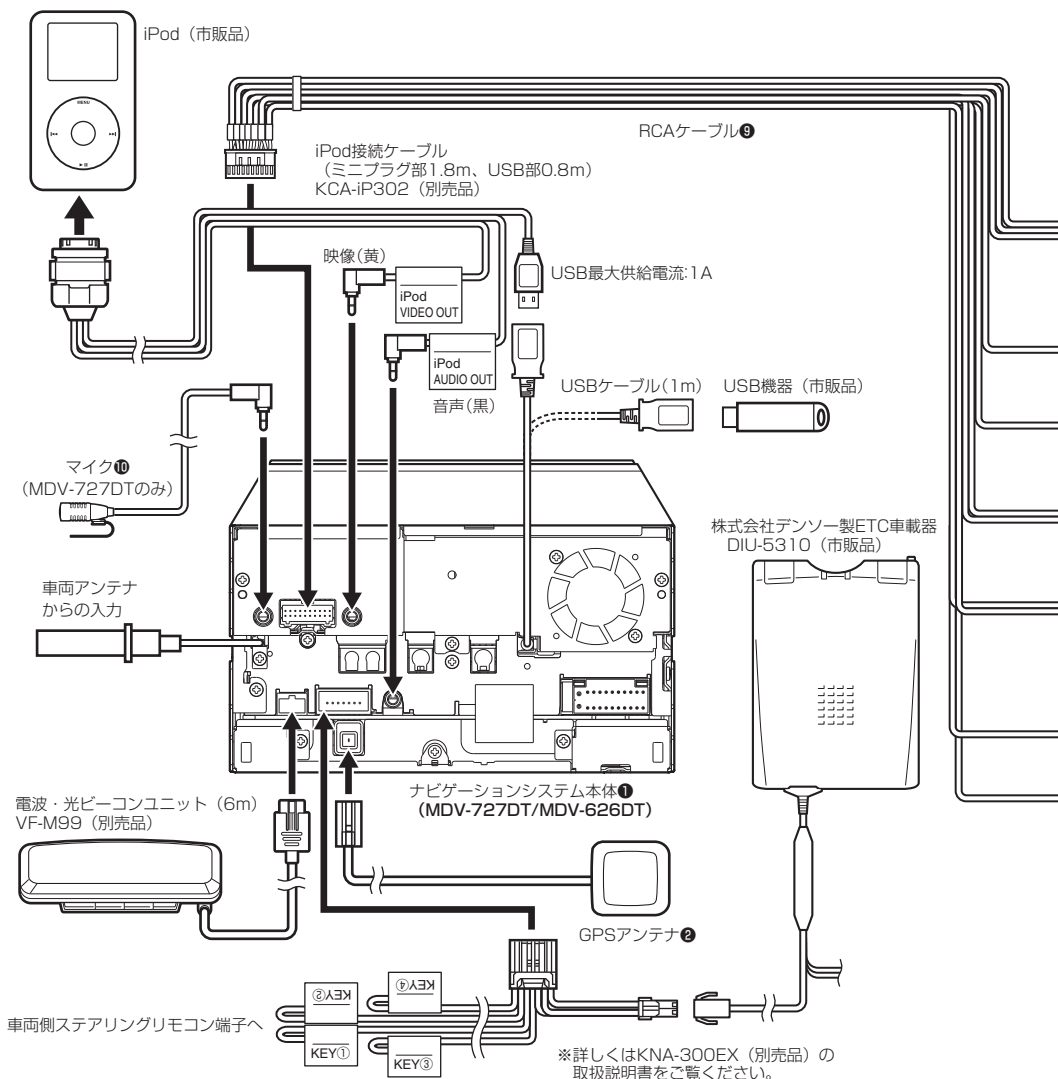 iPod（市販品）
MENU
RCAケーブル❾
iPod接続ケーブル
（ミニプラグ部1.8m、USB部0.8m）
KCA-iP302（別売品）
映像（黄）
iPod
VIDEO OUT
USB最大供給電流:1A
iPod
AUDIO OUT
音声（黒）
USBケーブル（1m）
USB機器（市販品）
マイク❿
（MDV-727DTのみ）
株式会社デンソー製ETC車載器
DIU-5310（市販品）
車両アンテナ
からの入力
ナビゲーションシステム本体❶
（MDV-727DT/MDV-626DT）
電波・光ビーコンユニット（6m）
VF-M99（別売品）
GPSアンテナ❷
KEY②
KEY④
車両側ステアリングリモコン端子へ
KEY①
KEY③
※詳しくはKNA-300EX（別売品）の
取扱説明書をご覧ください。